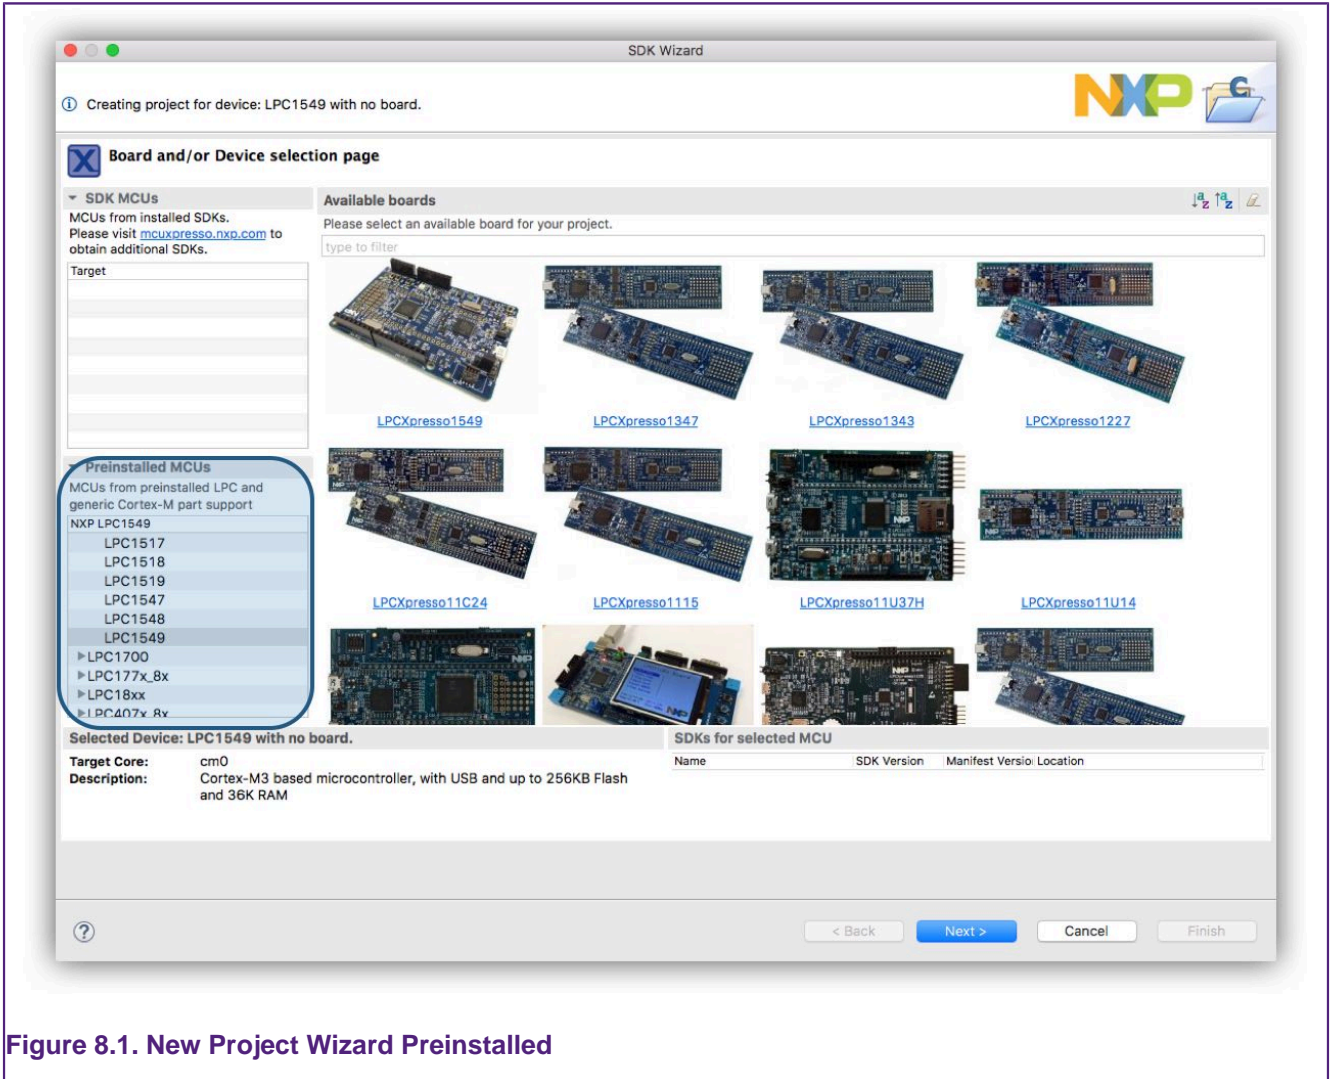 SDK Wizard
Creating project for device: LPC1549 with no board.
NXP
C
X
Board and/or Device selection page
SDK MCUs
MCUs from installed SDKs.
Please visit mcuxpresso.nxp.com to
obtain additional SDKs.
Target
Available boards
Please select an available board for your project.
type to filter
LPCXpresso1549
LPCXpresso1347
LPCXpresso1343
LPCXpresso1227
LPCXpresso11C24
LPCXpresso1115
LPCXpresso11U37H
LPCXpresso11U14
Preinstalled MCUs
MCUs from preinstalled LPC and
generic Cortex-M part support
NXP LPC1549
LPC1517
LPC1518
LPC1519
LPC1547
LPC1548
LPC1549
LPC1700
LPC177x_8x
LPC18xx
LPC407x_8x
Selected Device: LPC1549 with no board.
Target Core: cm0
Description: Cortex-M3 based microcontroller, with USB and up to 256KB Flash
and 36K RAM
SDKs for selected MCU
Name SDK Version Manifest Versio Location
?
< Back Next > Cancel Finish
Figure 8.1. New Project Wizard Preinstalled